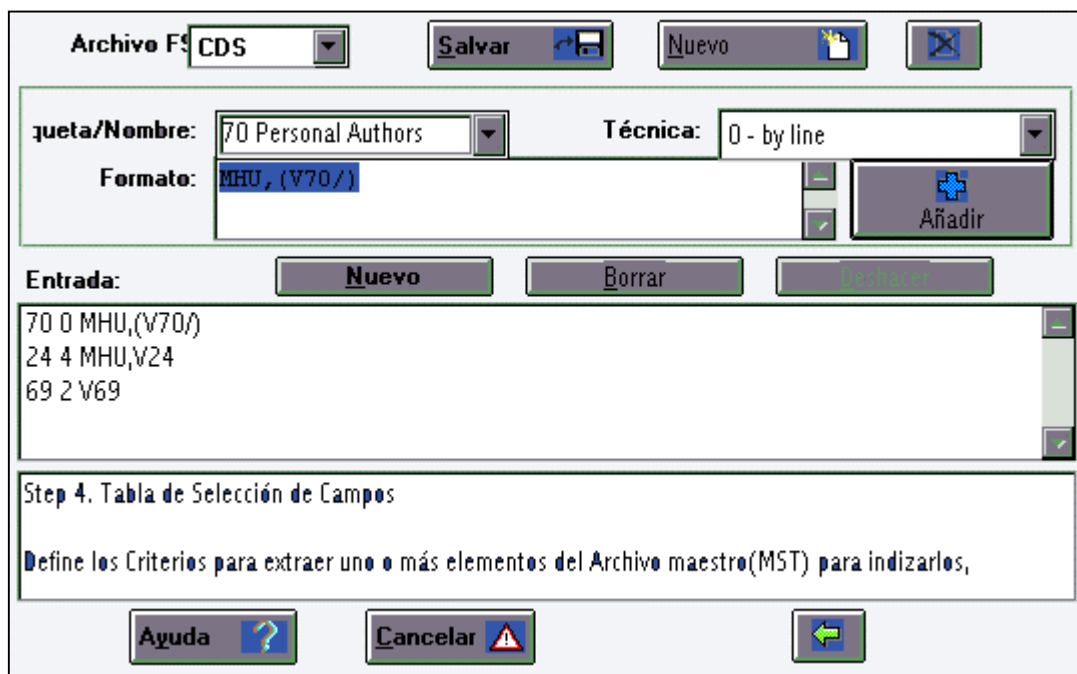 Archivo FS CDS Salvar Nuevo
queta/Nombre: 70 Personal Authors Técnica: 0 - by line
Formato: MHU,(V70/)
Añadir
Entrada: Nuevo Borrar Deshacer
70 0 MHU,(V70/)
24 4 MHU,V24
69 2 V69
Step 4. Tabla de Selección de Campos
Define los Criterios para extraer uno o más elementos del Archivo maestro(MST) para indizarlos,
Ayuda Cancelar